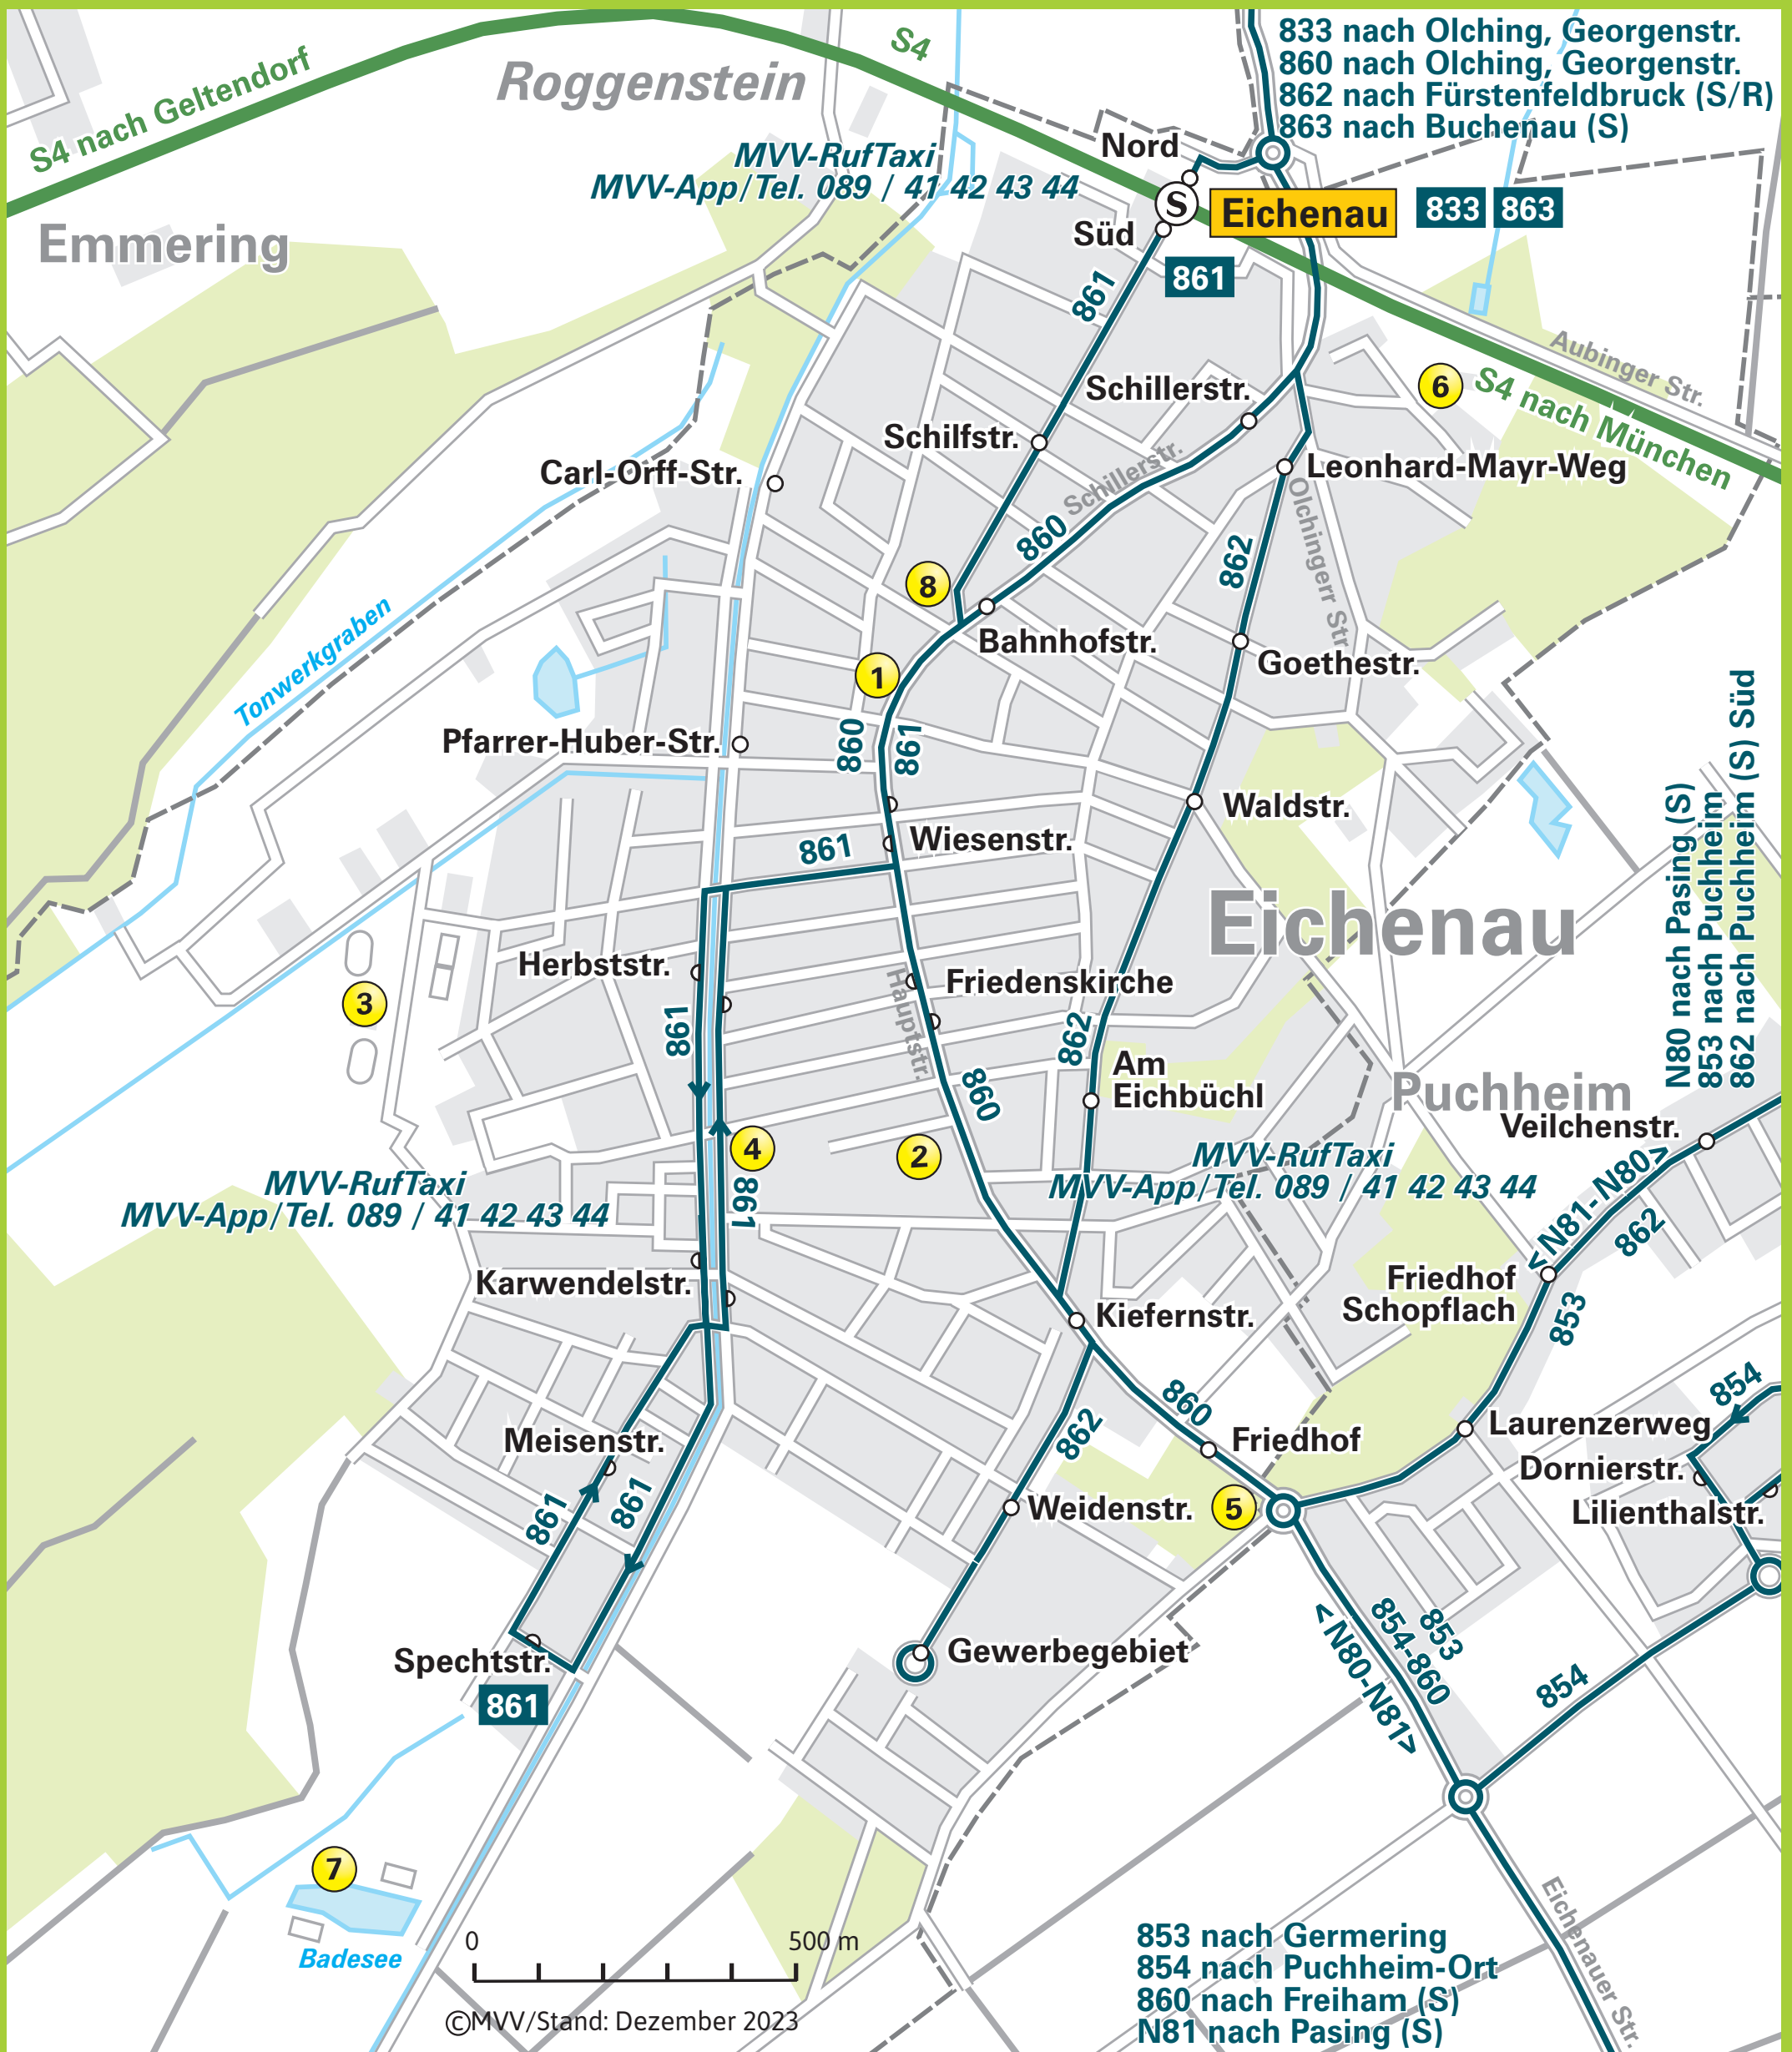 833 nach Olching, Georgenstr.
860 nach Olching, Georgenstr.
862 nach Fürstenfeldbruck (S/R)
863 nach Buchenau (S)
S4
S4 nach Geltendorf
Roggenstein
Nord
MVV-RufTaxi
MVV-App/Tel. 089 / 41 42 43 44
S
Eichenau
833
863
Süd
Emmering
861
861
Aubinger Str.
S4 nach München
6
Schillerstr.
Schilfstr.
Schillerstr.
Carl-Orff-Str.
Leonhard-Mayr-Weg
Olchingerr Str.
860
862
8
Bahnhofstr.
Goethestr.
Tonwerkgraben
1
Pfarrer-Huber-Str.
860
861
Waldstr.
Wiesenstr.
861
Eichenau
N80 nach Pasing (S)
853 nach Puchheim
862 nach Puchheim (S) Süd
Herbststr.
Friedenskirche
3
Hauptstr.
861
862
Am
Eichbüchl
860
Puchheim
Veilchenstr.
4
2
MVV-RufTaxi
MVV-App/Tel. 089 / 41 42 43 44
<N81-N80>
862
MVV-RufTaxi
MVV-App/Tel. 089 / 41 42 43 44
861
Karwendelstr.
Friedhof
Schopflach
853
Kiefernstr.
854
860
862
Laurenzerweg
Meisenstr.
Friedhof
Dornierstr.
Weidenstr.
5
Lilienthalstr.
861
861
Gewerbegebiet
Spechtstr.
861
853
854-860
<N80-N81>
854
7
Badesee
Eichenauer Str.
0
500 m
853 nach Germering
854 nach Puchheim-Ort
860 nach Freiham (S)
N81 nach Pasing (S)
©MVV/Stand: Dezember 2023